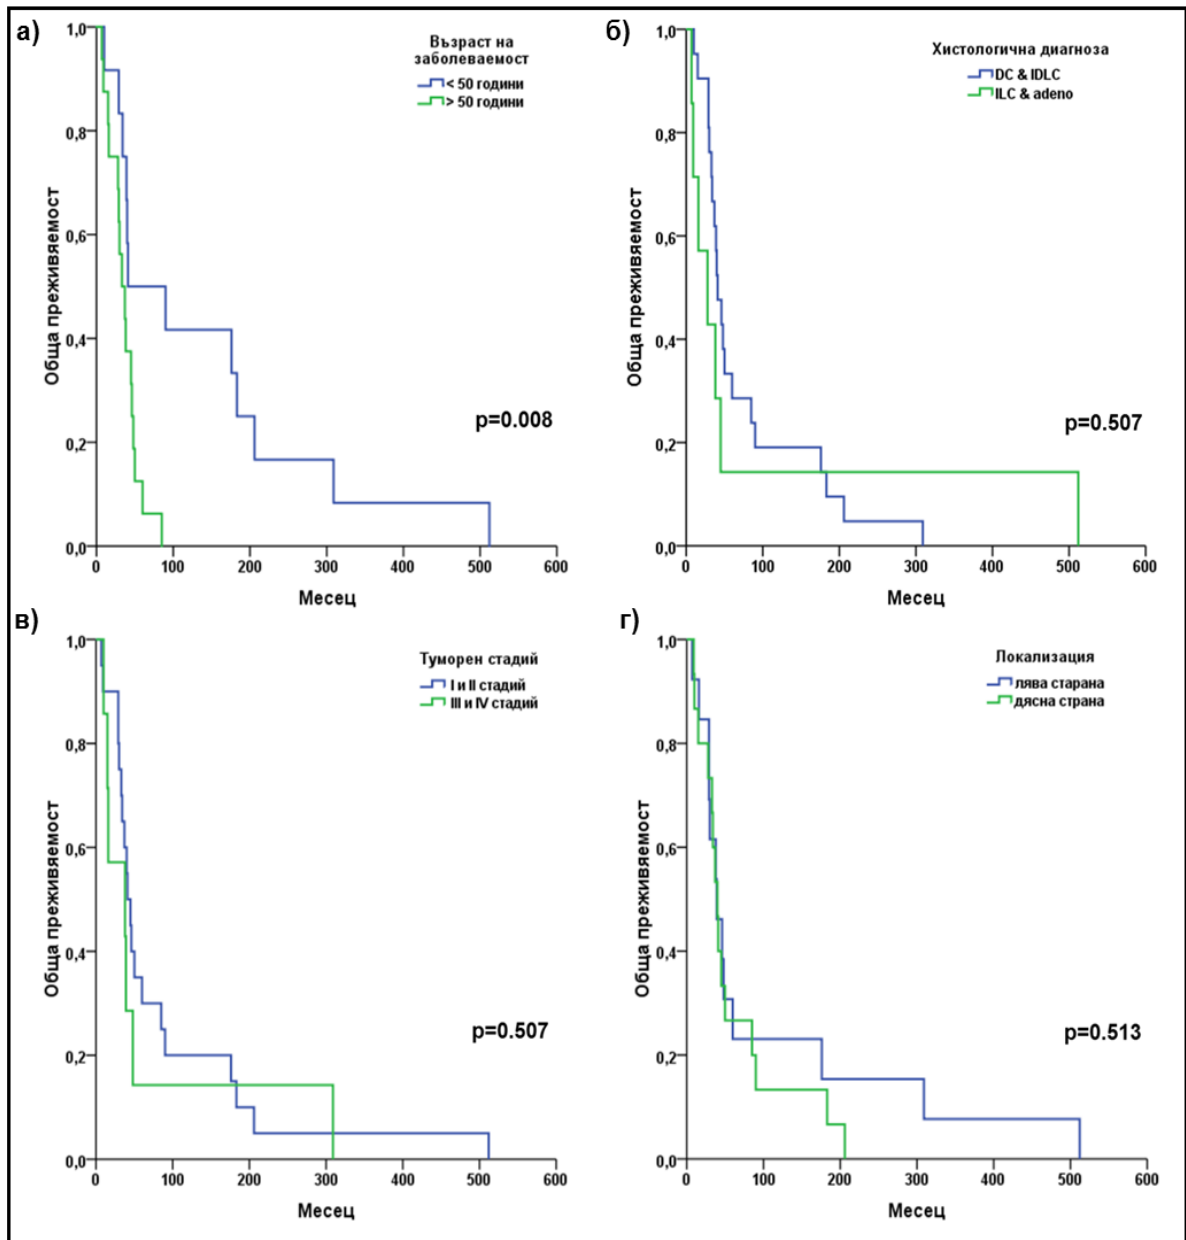 а)
Възраст на
заболеваемост
< 50 години
> 50 години
1,0
0,8
0,6
0,4
0,2
0,0
Обща преживяемост
p=0.008
0 100 200 300 400 500 600
Месец
б)
Хистологична диагноза
DC & IDLC
ILC & adeno
1,0
0,8
0,6
0,4
0,2
0,0
Обща преживяемост
p=0.507
0 100 200 300 400 500 600
Месец
в)
Туморен стадий
I и II стадий
III и IV стадий
1,0
0,8
0,6
0,4
0,2
0,0
Обща преживяемост
p=0.507
0 100 200 300 400 500 600
Месец
г)
Локализация
лява старана
дясна страна
1,0
0,8
0,6
0,4
0,2
0,0
Обща преживяемост
p=0.513
0 100 200 300 400 500 600
Месец